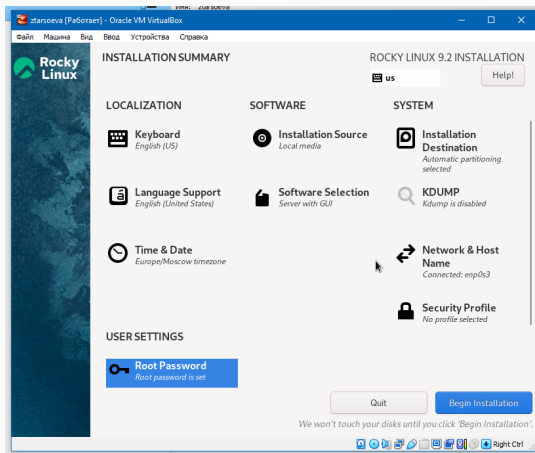 Имя: ztarsoeva
ztarsoeva [Работает] - Oracle VM VirtualBox
Файл Машина Вид Ввод Устройства Справка
Rocky
Linux
INSTALLATION SUMMARY
ROCKY LINUX 9.2 INSTALLATION
us
Help!
LOCALIZATION
Keyboard
English (US)
Language Support
English (United States)
Time & Date
Europe/Moscow timezone
SOFTWARE
Installation Source
Local media
Software Selection
Server with GUI
SYSTEM
Installation
Destination
Automatic partitioning
selected
KDUMP
Kdump is disabled
Network & Host
Name
Connected: enp0s3
Security Profile
No profile selected
USER SETTINGS
Root Password
Root password is set
Quit
Begin Installation
We won't touch your disks until you click 'Begin Installation'.
Right Ctrl